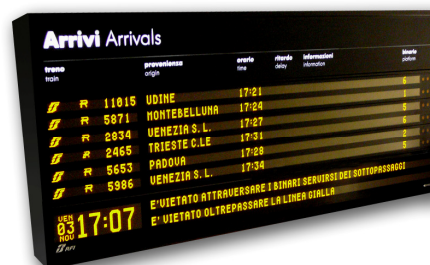 Arrivi Arrivals
treno provenienza orario ritardo informazioni binario
train origin time delay information platform
R 11015 UDINE 17:21 6
R 5871 MONTEBELLUNA 17:24 1
R 2834 VENEZIA S.L. 17:27 5
R 2465 TRIESTE C.LE 17:31 6
R 5653 PADOVA 17:28 2
R 5986 VENEZIA S.L. 17:34 5
E'VIETATO ATTRAVERSARE I BINARI SERVIRSI DEI SOTTOPASSAGGI
VEN 03 NOV 17:07 E' VIETATO OLTREPASSARE LA LINEA GIALLA
RFI